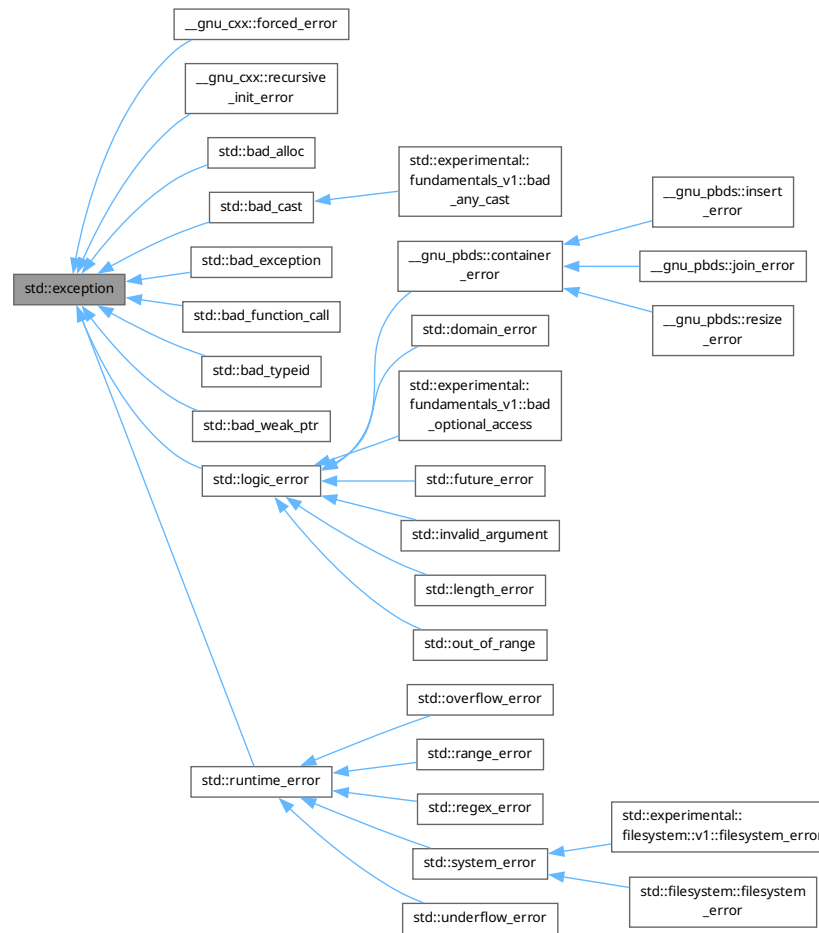 __gnu_cxx::forced_error
__gnu_cxx::recursive
_init_error
std::bad_alloc
std::experimental::
fundamentals_v1::bad
_any_cast
std::bad_cast
__gnu_pbds::insert
_error
std::bad_exception
__gnu_pbds::container
_error
__gnu_pbds::join_error
std::exception
std::bad_function_call
std::domain_error
__gnu_pbds::resize
_error
std::bad_typeid
std::experimental::
fundamentals_v1::bad
_optional_access
std::bad_weak_ptr
std::logic_error
std::future_error
std::invalid_argument
std::length_error
std::out_of_range
std::overflow_error
std::range_error
std::runtime_error
std::regex_error
std::experimental::
filesystem::v1::filesystem_error
std::system_error
std::filesystem::filesystem
_error
std::underflow_error